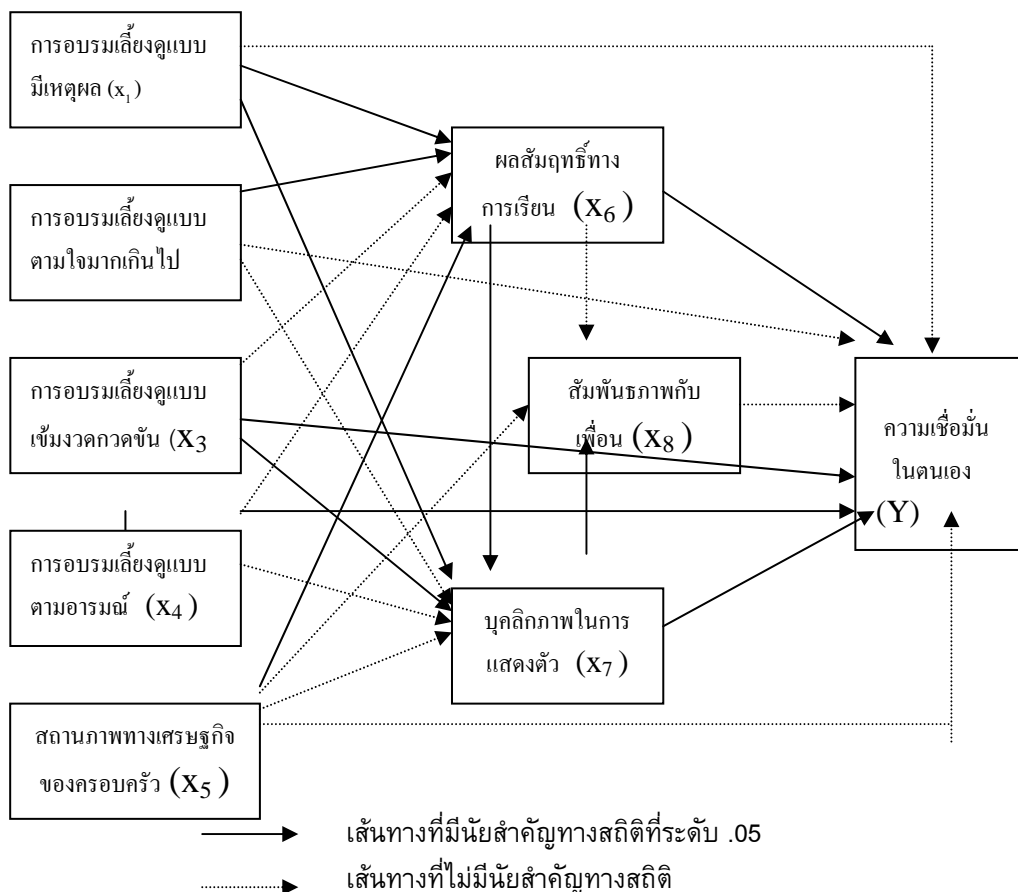 การอบรมเลี้ยงดูแบบ
มีเหตุผล (x1)
ผลสัมฤทธิ์ทาง
การเรียน (x6)
การอบรมเลี้ยงดูแบบ
ตามใจมากเกินไป
การอบรมเลี้ยงดูแบบ
เข้มงวดกวดขัน (x3
สัมพันธภาพกับ
เพื่อน (x8)
ความเชื่อมั่น
ในตนเอง
(Y)
การอบรมเลี้ยงดูแบบ
ตามอารมณ์ (x4)
บุคลิกภาพในการ
แสดงตัว (x7)
สถานภาพทางเศรษฐกิจ
ของครอบครัว (x5)
เส้นทางที่มีนัยสำคัญทางสถิติที่ระดับ .05
เส้นทางที่ไม่มีนัยสำคัญทางสถิติ